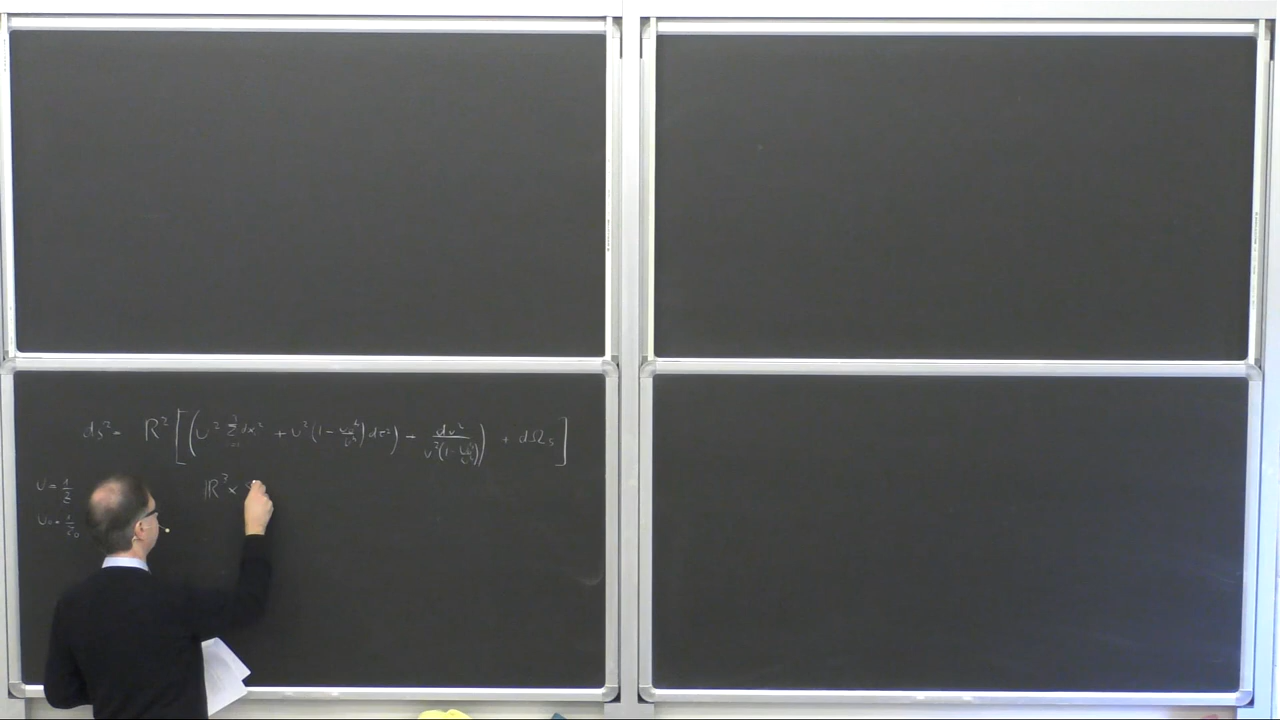 ds² = R² [ ( U² Σ dx² + U² (1 - U₀⁴/U⁴) dτ² ) + dU²/(U²(1 - U₀⁴/U⁴)) ) + dΩ₅ ]
U = 1/z
U₀ = 1/z₀
ℝ³ ×